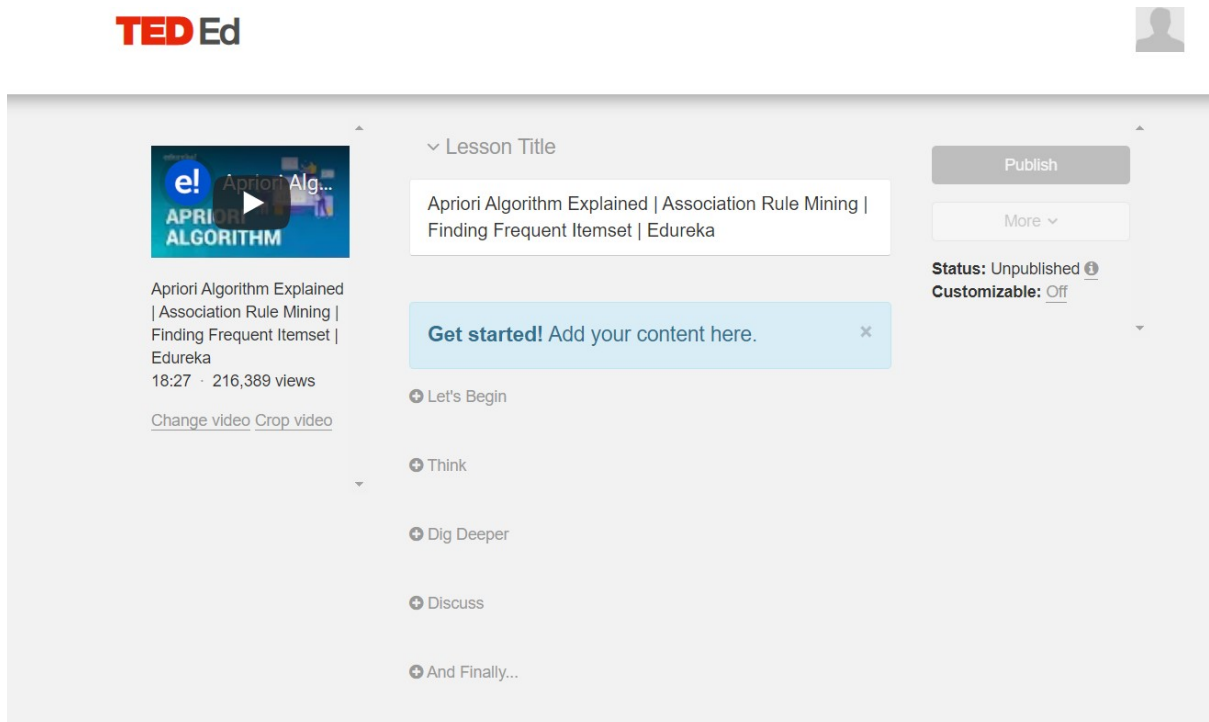 TED Ed
e! Apriori Alg...
APRIORI
ALGORITHM
Apriori Algorithm Explained
| Association Rule Mining |
Finding Frequent Itemset |
Edureka
18:27 · 216,389 views
Change video Crop video
Lesson Title
Apriori Algorithm Explained | Association Rule Mining |
Finding Frequent Itemset | Edureka
Get started! Add your content here. ×
Let's Begin
Think
Dig Deeper
Discuss
And Finally...
Publish
More
Status: Unpublished
Customizable: Off